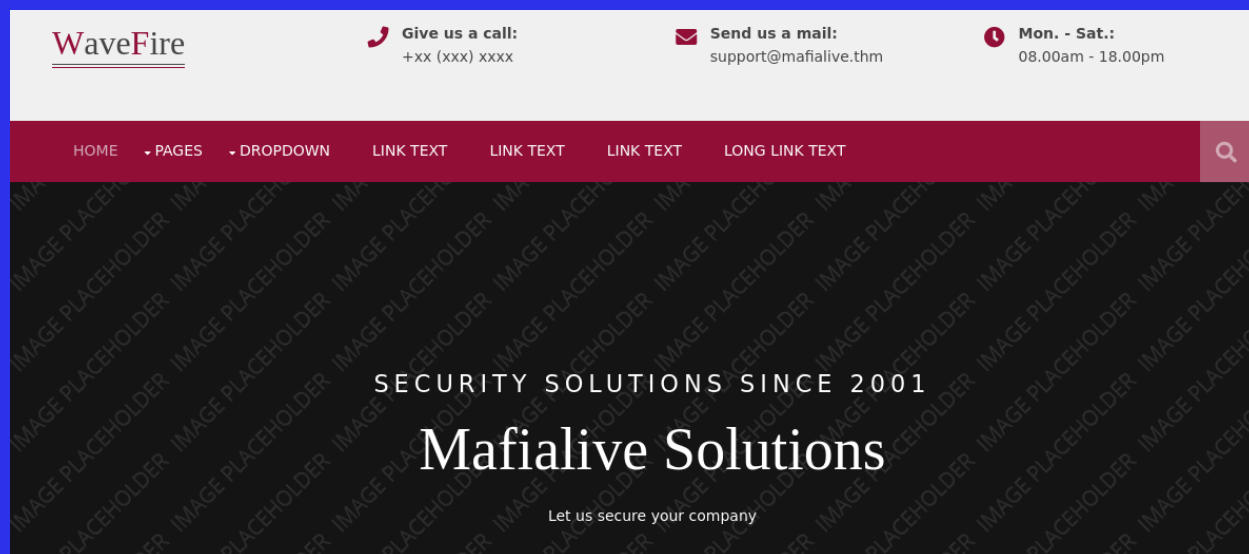 WaveFire
Give us a call:
+xx (xxx) xxxx
Send us a mail:
support@mafialive.thm
Mon. - Sat.:
08.00am - 18.00pm
HOME PAGES DROPDOWN LINK TEXT LINK TEXT LINK TEXT LONG LINK TEXT
IMAGE PLACEHOLDER
SECURITY SOLUTIONS SINCE 2001
Mafialive Solutions
Let us secure your company